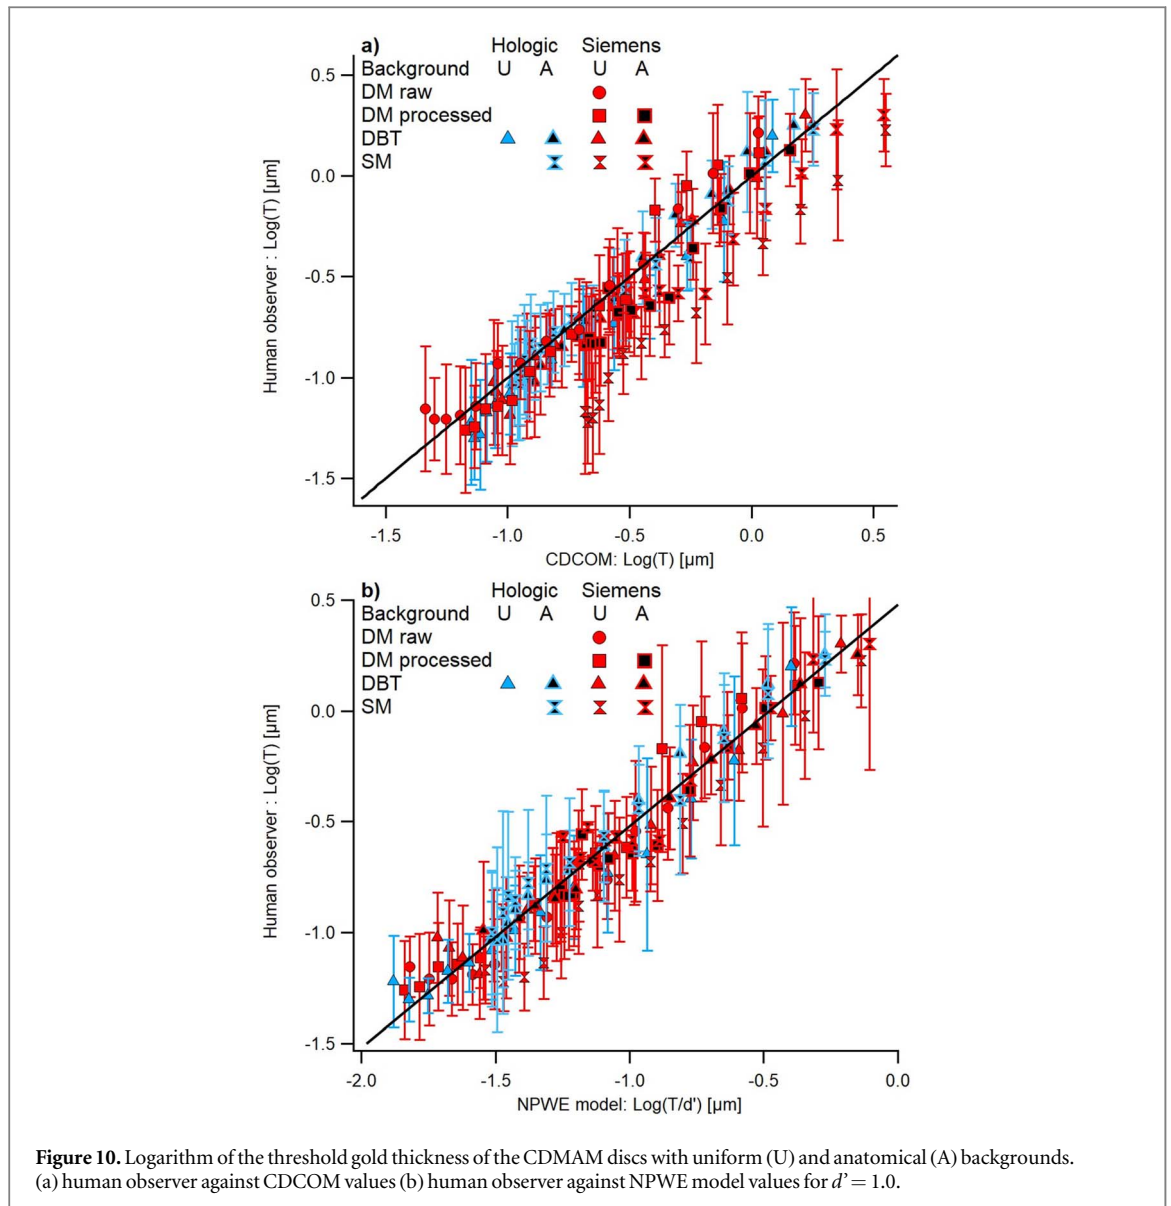 a)
Hologic Siemens
Background U A U A
DM raw
DM processed
DBT
SM
0.5
0.0
-0.5
-1.0
-1.5
Human observer : Log(T) [µm]
-1.5 -1.0 -0.5 0.0 0.5
CDCOM: Log(T) [µm]
b)
Hologic Siemens
Background U A U A
DM raw
DM processed
DBT
SM
0.5
0.0
-0.5
-1.0
-1.5
Human observer : Log(T) [µm]
-2.0 -1.5 -1.0 -0.5 0.0
NPWE model: Log(T/d') [µm]
Figure 10. Logarithm of the threshold gold thickness of the CDMAM discs with uniform (U) and anatomical (A) backgrounds.
(a) human observer against CDCOM values (b) human observer against NPWE model values for d' = 1.0.